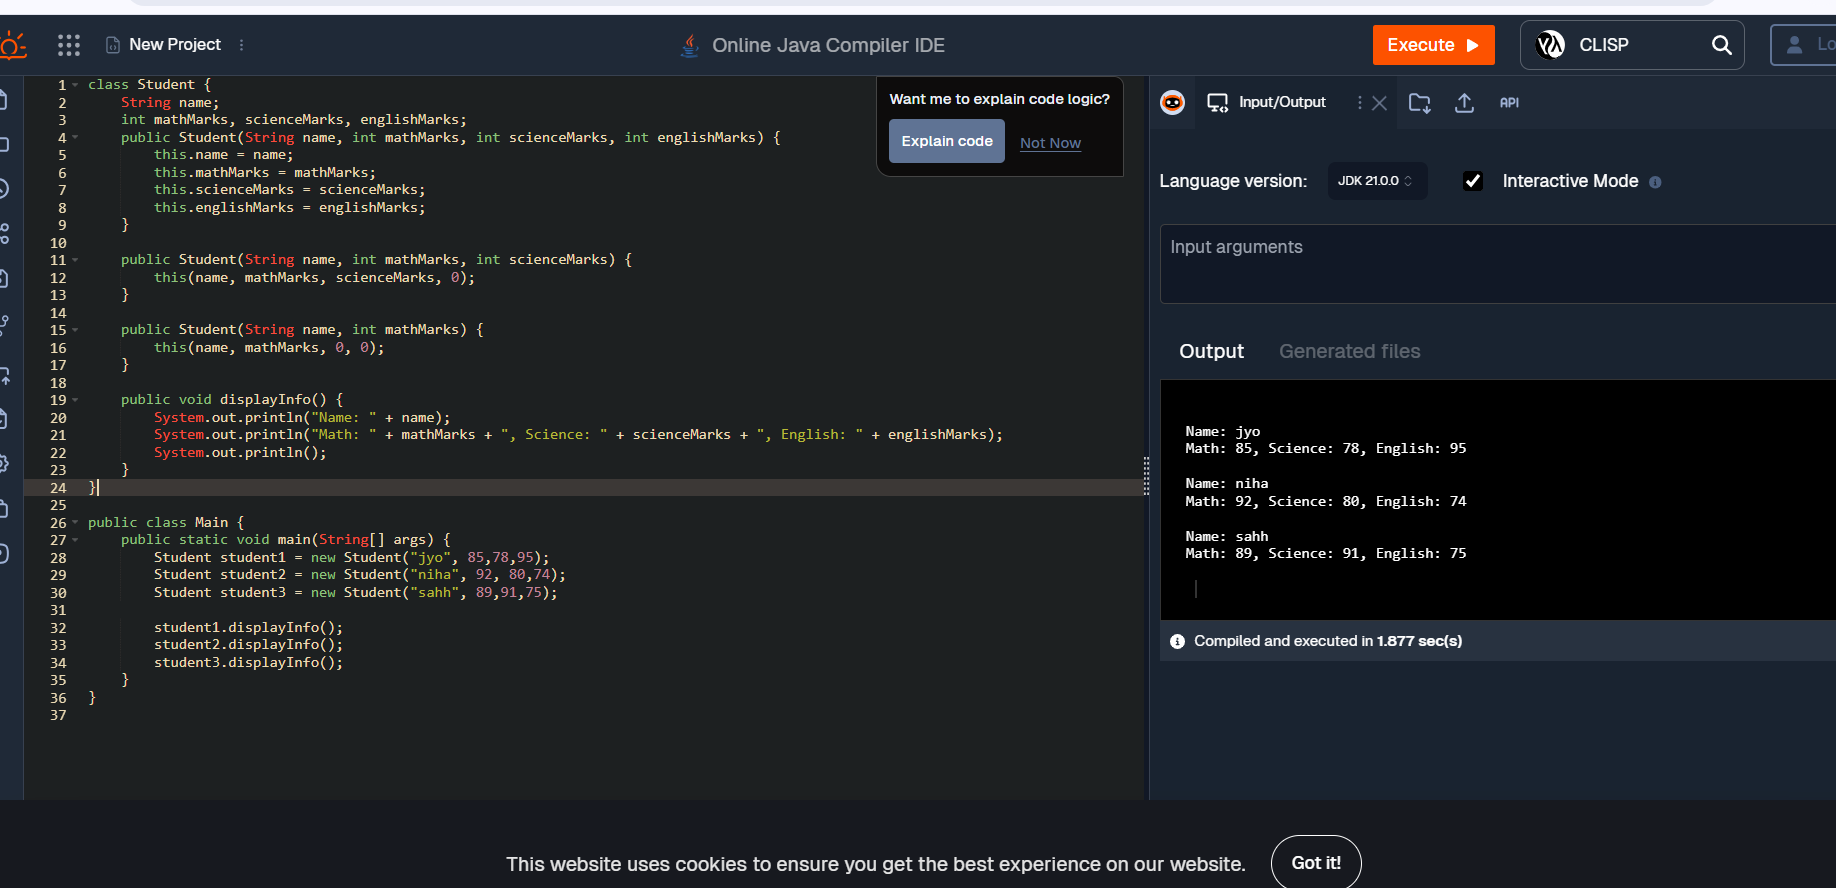 New Project
Online Java Compiler IDE
Execute
CLISP
Lo
1 class Student {
2     String name;
3     int mathMarks, scienceMarks, englishMarks;
4     public Student(String name, int mathMarks, int scienceMarks, int englishMarks) {
5         this.name = name;
6         this.mathMarks = mathMarks;
7         this.scienceMarks = scienceMarks;
8         this.englishMarks = englishMarks;
9     }
10
11     public Student(String name, int mathMarks, int scienceMarks) {
12         this(name, mathMarks, scienceMarks, 0);
13     }
14
15     public Student(String name, int mathMarks) {
16         this(name, mathMarks, 0, 0);
17     }
18
19     public void displayInfo() {
20         System.out.println("Name: " + name);
21         System.out.println("Math: " + mathMarks + ", Science: " + scienceMarks + ", English: " + englishMarks);
22         System.out.println();
23     }
24 }
25
26 public class Main {
27     public static void main(String[] args) {
28         Student student1 = new Student("jyo", 85,78,95);
29         Student student2 = new Student("niha", 92, 80,74);
30         Student student3 = new Student("sahh", 89,91,75);
31
32         student1.displayInfo();
33         student2.displayInfo();
34         student3.displayInfo();
35     }
36 }
37
Want me to explain code logic?
Explain code
Not Now
Input/Output
API
Language version:
JDK 21.0.0
Interactive Mode
Input arguments
Output
Generated files
Name: jyo
Math: 85, Science: 78, English: 95
Name: niha
Math: 92, Science: 80, English: 74
Name: sahh
Math: 89, Science: 91, English: 75
Compiled and executed in 1.877 sec(s)
This website uses cookies to ensure you get the best experience on our website.
Got it!